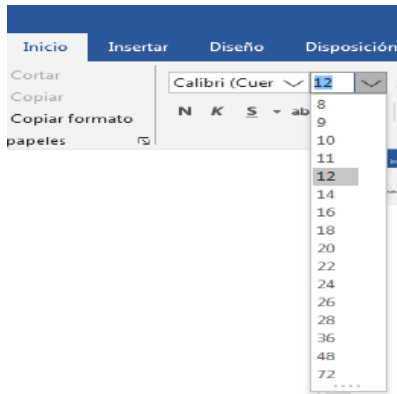 Inicio Insertar Diseño Disposición
Cortar
Copiar
Copiar formato
papeles
Calibri (Cuer 12
N K S ab
8
9
10
11
12
14
16
18
20
22
24
26
28
36
48
72